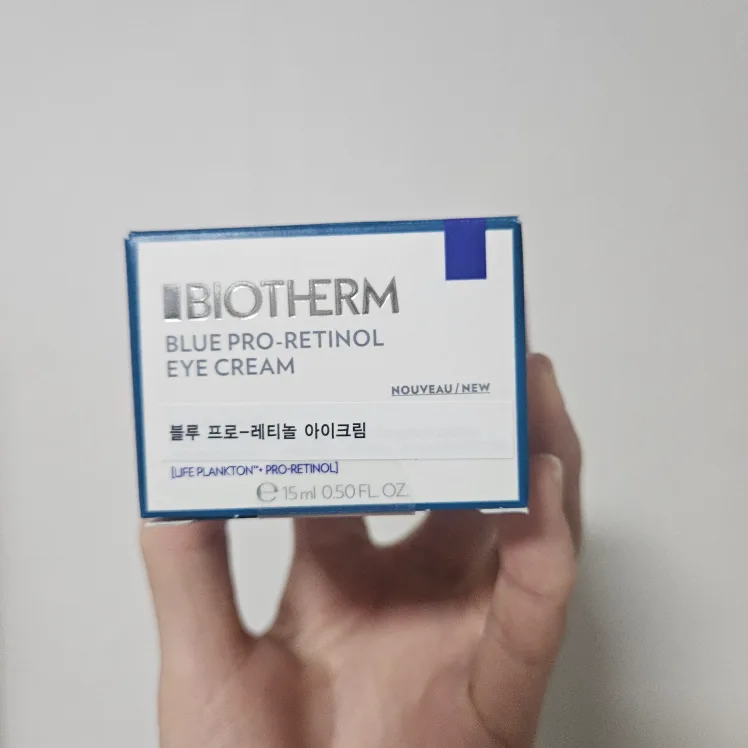 BIOTHERM
BLUE PRO-RETINOL
EYE CREAM
NOUVEAU / NEW
블루 프로-레티놀 아이크림
[LIFE PLANKTON™+ PRO-RETINOL]
℮ 15 ml 0.50 FL. OZ.